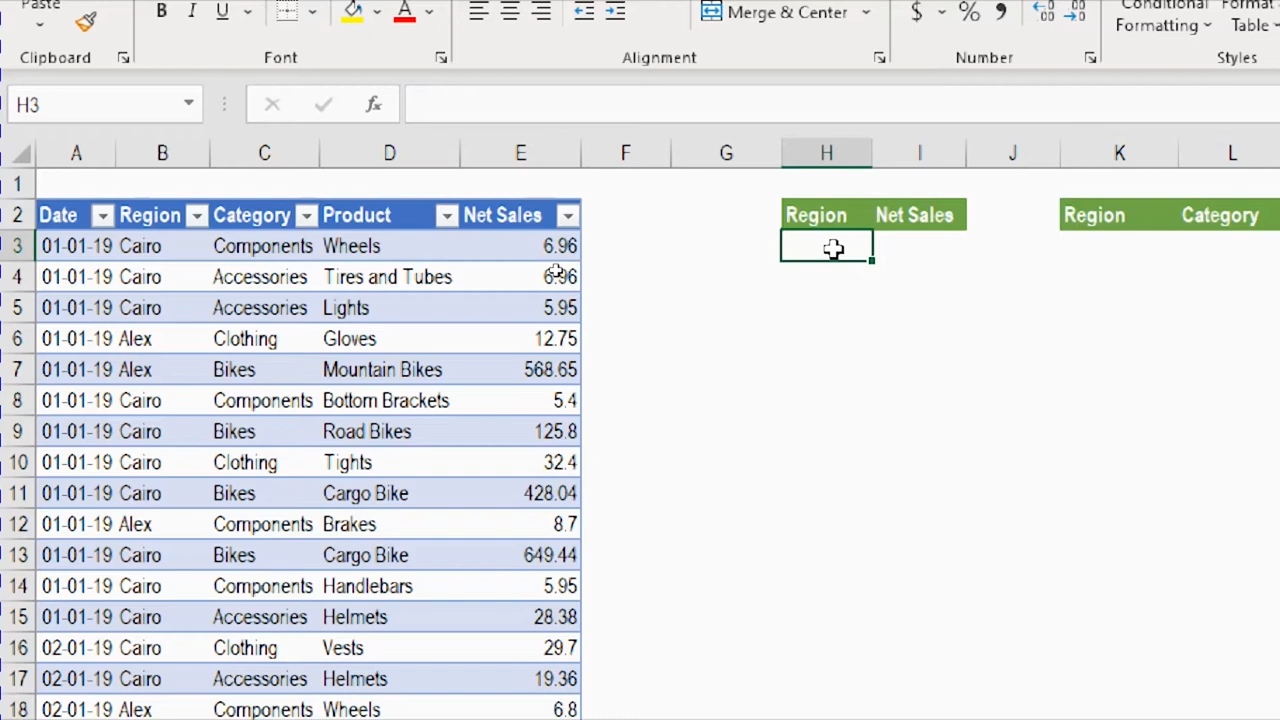 Paste B I U A Merge & Center $ % 9 Conditional Format
Formatting Table
Clipboard Font Alignment Number Styles
H3 fx
A B C D E F G H I J K L
1
2 Date Region Category Product Net Sales Region Net Sales Region Category
3 01-01-19 Cairo Components Wheels 6.96
4 01-01-19 Cairo Accessories Tires and Tubes 6.96
5 01-01-19 Cairo Accessories Lights 5.95
6 01-01-19 Alex Clothing Gloves 12.75
7 01-01-19 Alex Bikes Mountain Bikes 568.65
8 01-01-19 Cairo Components Bottom Brackets 5.4
9 01-01-19 Cairo Bikes Road Bikes 125.8
10 01-01-19 Cairo Clothing Tights 32.4
11 01-01-19 Cairo Bikes Cargo Bike 428.04
12 01-01-19 Alex Components Brakes 8.7
13 01-01-19 Cairo Bikes Cargo Bike 649.44
14 01-01-19 Cairo Components Handlebars 5.95
15 01-01-19 Cairo Accessories Helmets 28.38
16 02-01-19 Cairo Clothing Vests 29.7
17 02-01-19 Cairo Accessories Helmets 19.36
18 02-01-19 Alex Components Wheels 6.8